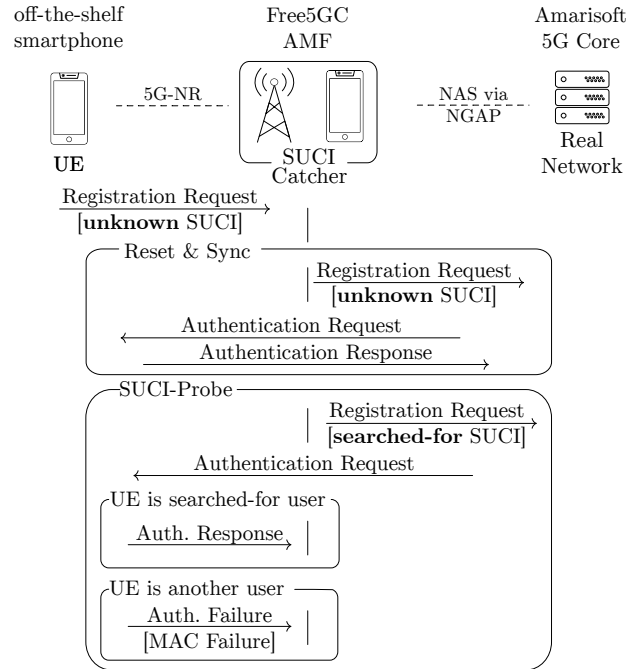 off-the-shelf
smartphone
Free5GC
AMF
Amarisoft
5G Core
5G-NR
NAS via
NGAP
UE
SUCI
Catcher
Real
Network
Registration Request
[unknown SUCI]
Reset & Sync
Registration Request
[unknown SUCI]
Authentication Request
Authentication Response
SUCI-Probe
Registration Request
[searched-for SUCI]
Authentication Request
UE is searched-for user
Auth. Response
UE is another user
Auth. Failure
[MAC Failure]